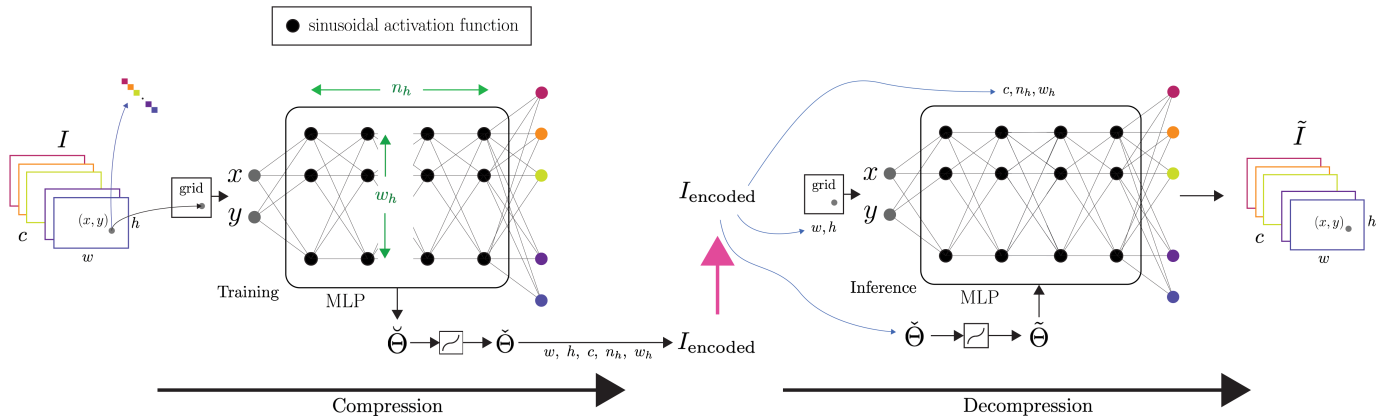 sinusoidal activation function
I
(x, y)
c
h
w
grid
x
y
n_h
w_h
Training
MLP
Θ̆
Θ̌
w, h, c, n_h, w_h
I_encoded
I_encoded
c, n_h, w_h
grid
w, h
x
y
Inference
MLP
Θ̌
Θ̃
Ĩ
(x, y)
c
h
w
Compression
Decompression